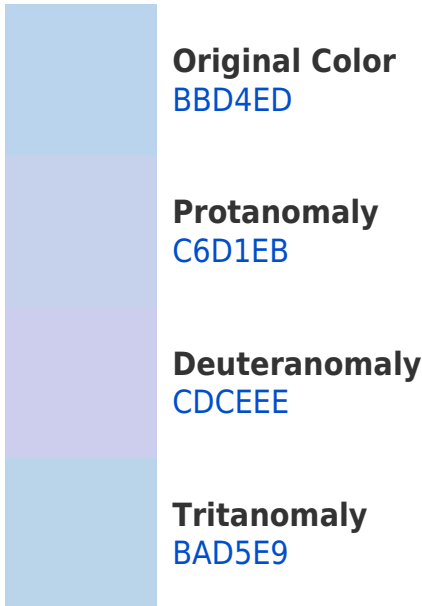 Original Color
BBD4ED
Protanomaly
C6D1EB
Deuteranomaly
CDCEEE
Tritanomaly
BAD5E9